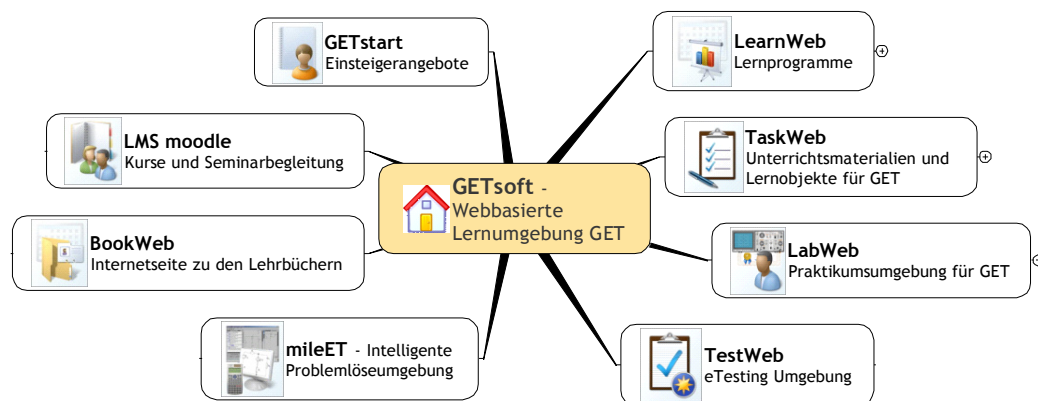 GETstart
Einsteigerangebote
LearnWeb
Lernprogramme
LMS moodle
Kurse und Seminarbegleitung
TaskWeb
Unterrichtsmaterialien und
Lernobjekte für GET
GETsoft -
Webbasierte
Lernumgebung GET
BookWeb
Internetseite zu den Lehrbüchern
LabWeb
Praktikumsumgebung für GET
mileET - Intelligente
Problemlöseumgebung
TestWeb
eTesting Umgebung